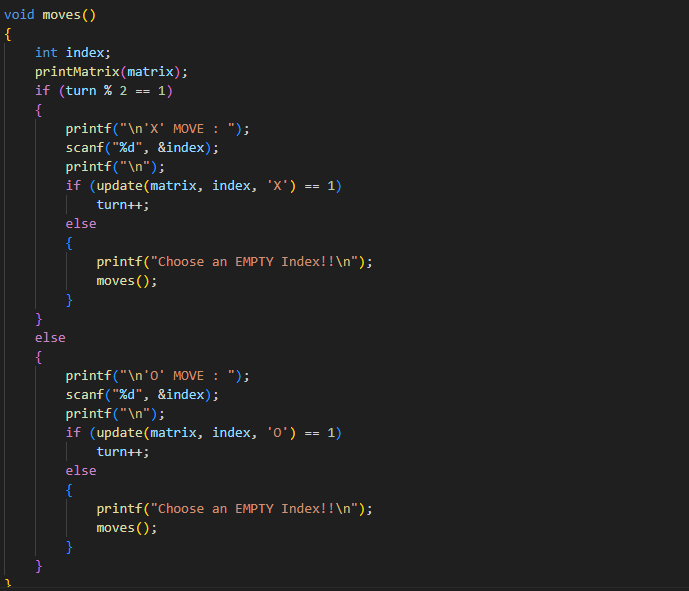 void moves()
{
    int index;
    printMatrix(matrix);
    if (turn % 2 == 1)
    {
        printf("\n'X' MOVE : ");
        scanf("%d", &index);
        printf("\n");
        if (update(matrix, index, 'X') == 1)
            turn++;
        else
        {
            printf("Choose an EMPTY Index!!\n");
            moves();
        }
    }
    else
    {
        printf("\n'O' MOVE : ");
        scanf("%d", &index);
        printf("\n");
        if (update(matrix, index, 'O') == 1)
            turn++;
        else
        {
            printf("Choose an EMPTY Index!!\n");
            moves();
        }
    }
}